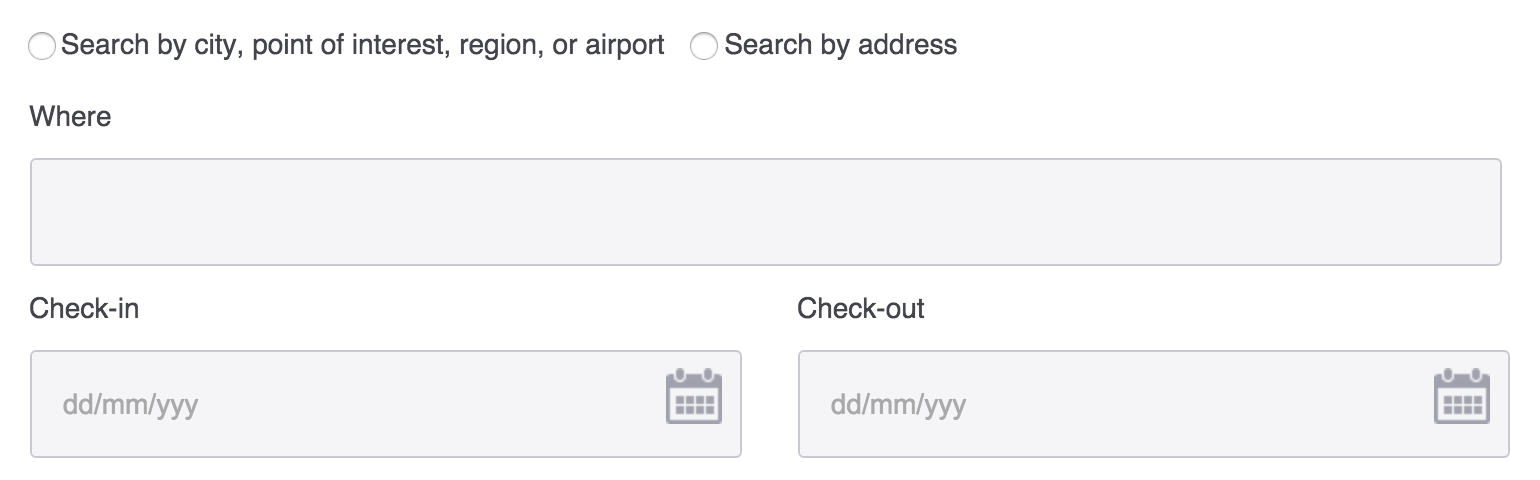 Search by city, point of interest, region, or airport Search by address
Where
Check-in Check-out
dd/mm/yyy dd/mm/yyy